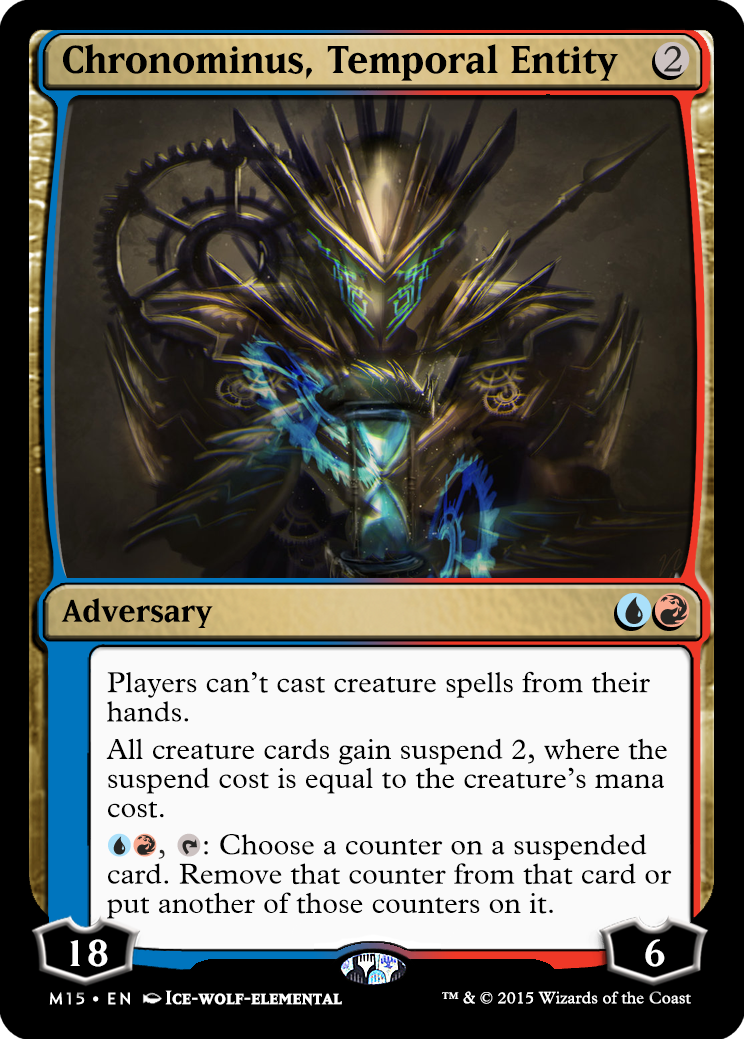 Chronominus, Temporal Entity 2
Adversary
Players can't cast creature spells from their
hands.
All creature cards gain suspend 2, where the
suspend cost is equal to the creature's mana
cost.
, : Choose a counter on a suspended
card. Remove that counter from that card or
put another of those counters on it.
18
6
M15 • EN Ice-wolf-elemental
™ & © 2015 Wizards of the Coast